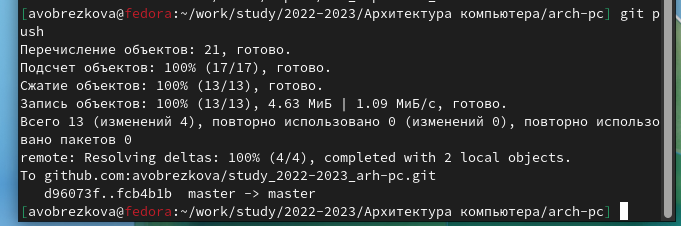 [avobrezkova@fedora:~/work/study/2022-2023/Архитектура компьютера/arch-pc] git p
ush
Перечисление объектов: 21, готово.
Подсчет объектов: 100% (17/17), готово.
Сжатие объектов: 100% (13/13), готово.
Запись объектов: 100% (13/13), 4.63 МиБ | 1.09 МиБ/с, готово.
Всего 13 (изменений 4), повторно использовано 0 (изменений 0), повторно использо
вано пакетов 0
remote: Resolving deltas: 100% (4/4), completed with 2 local objects.
To github.com:avobrezkova/study_2022-2023_arh-pc.git
d96073f..fcb4b1b  master -> master
[avobrezkova@fedora:~/work/study/2022-2023/Архитектура компьютера/arch-pc]